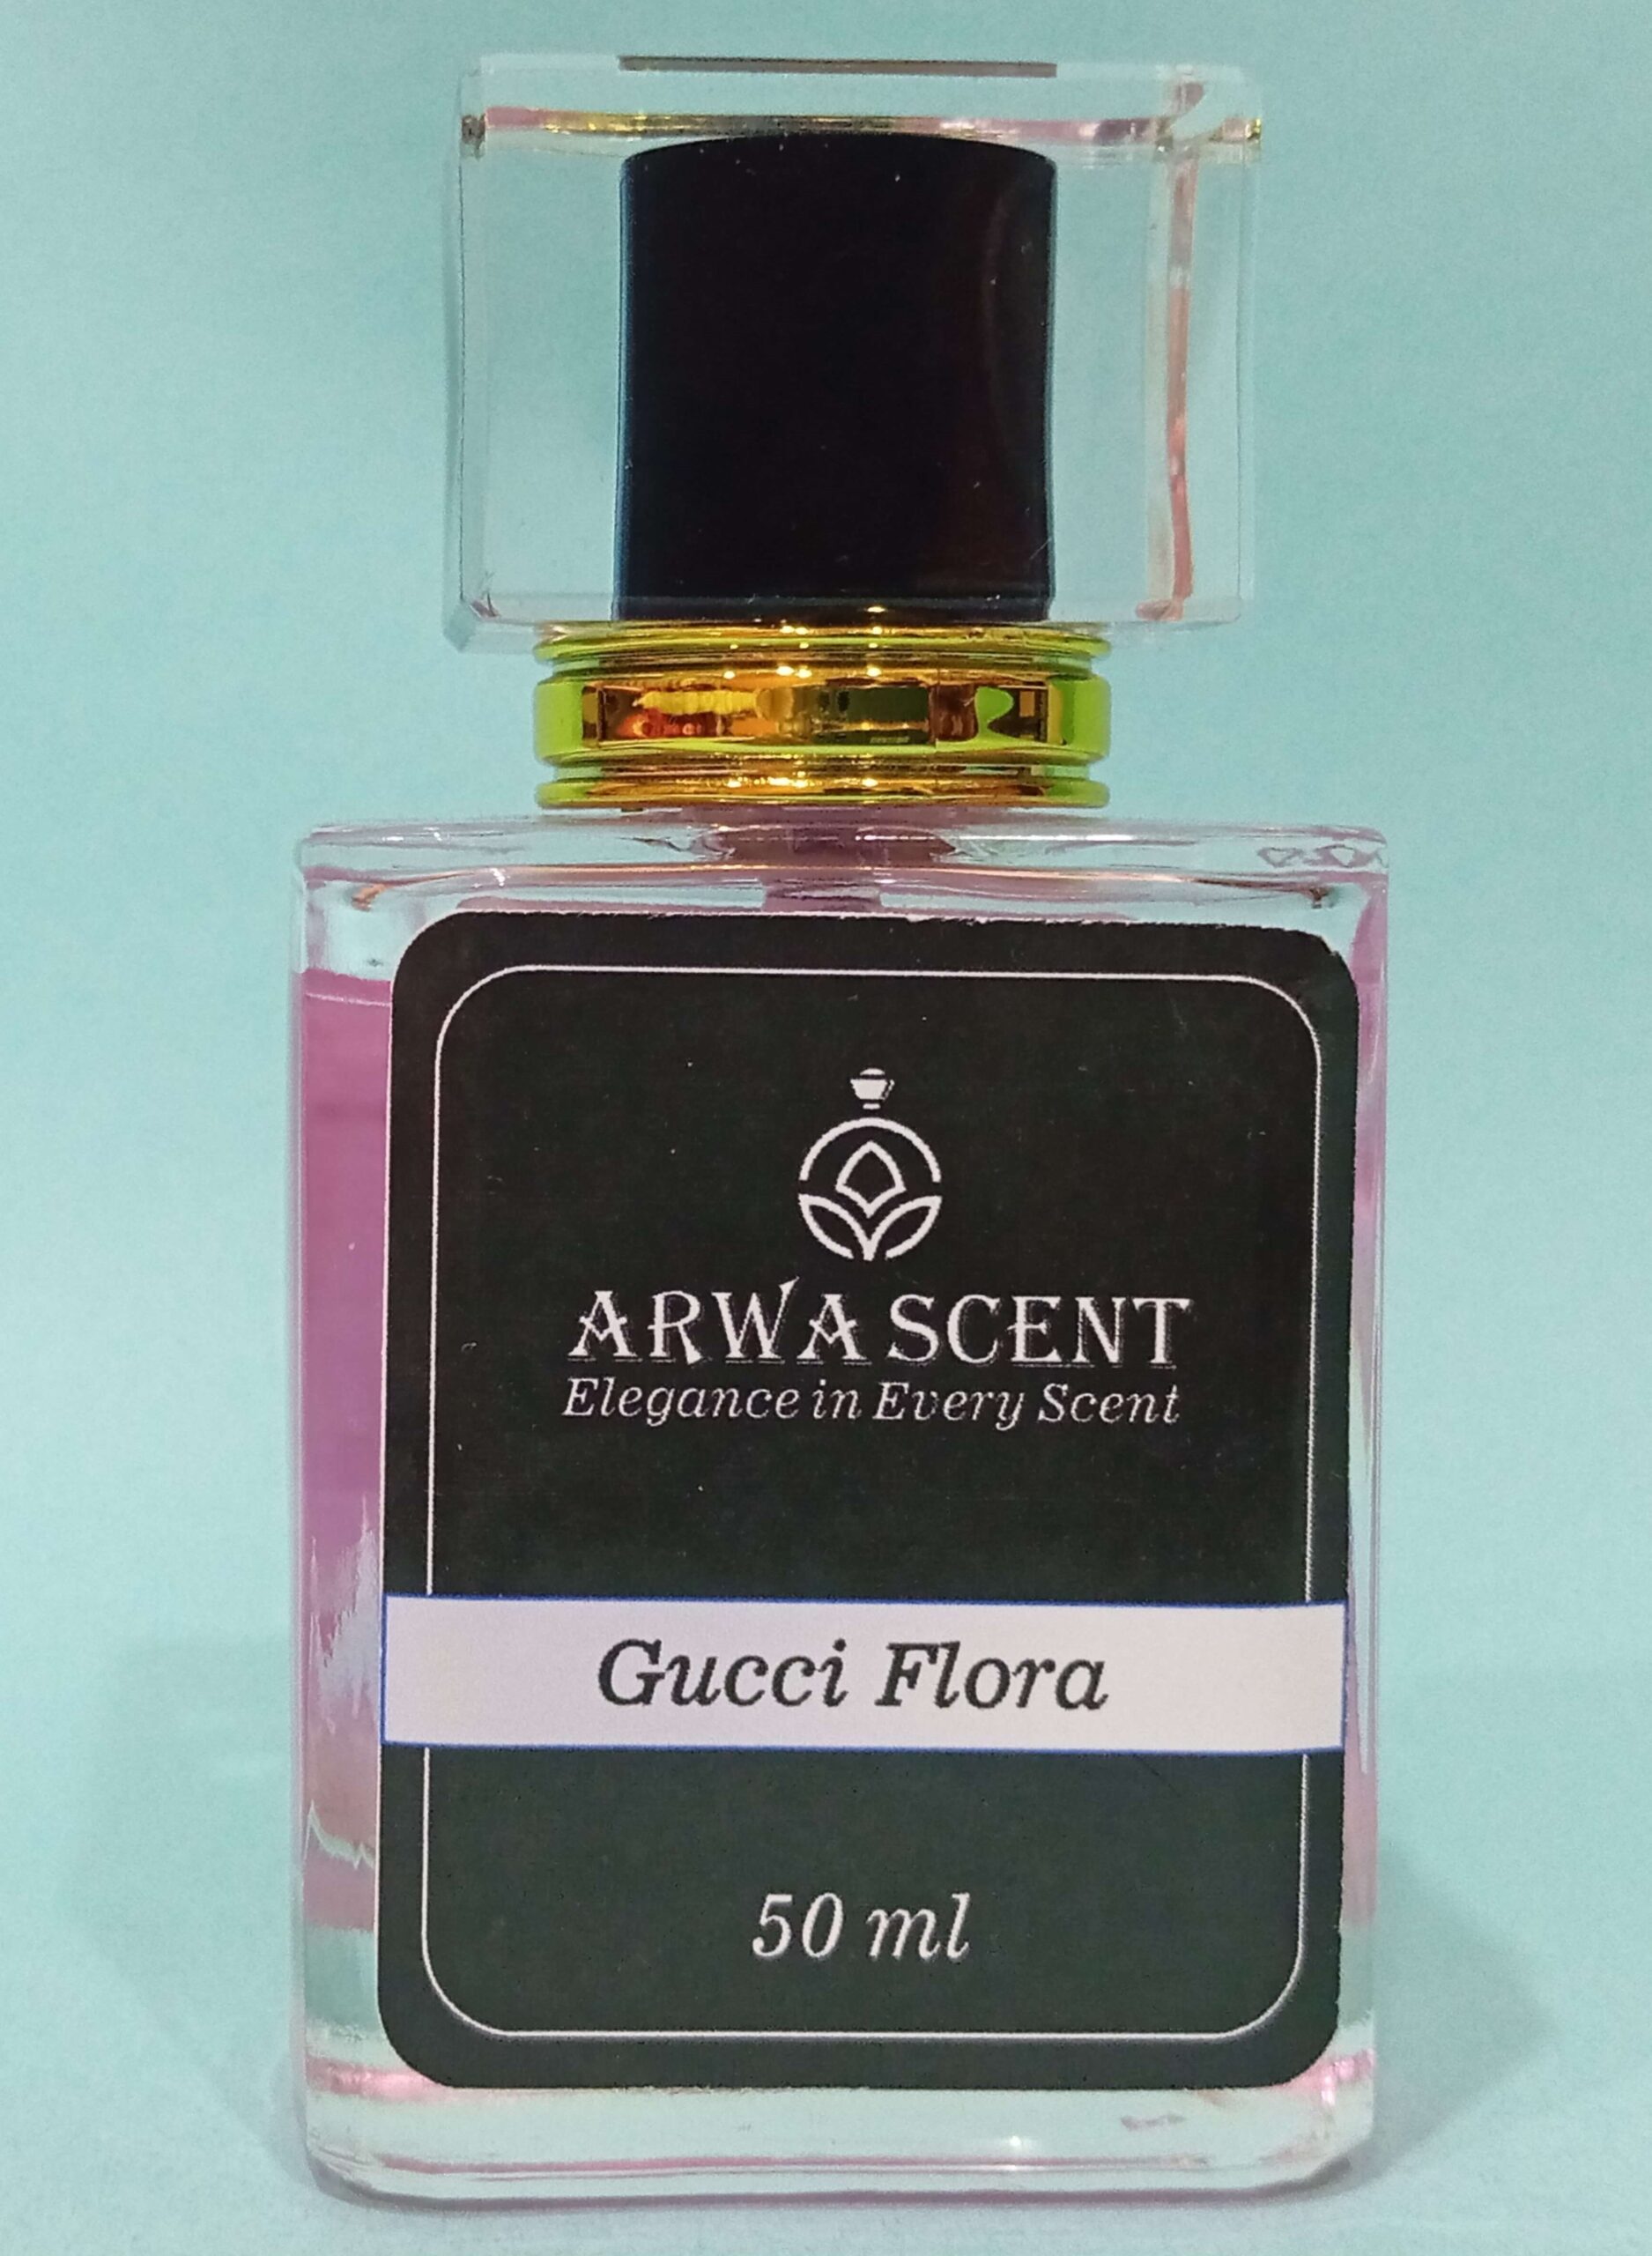 ARWA SCENT
Elegance in Every Scent
Gucci Flora
50 ml